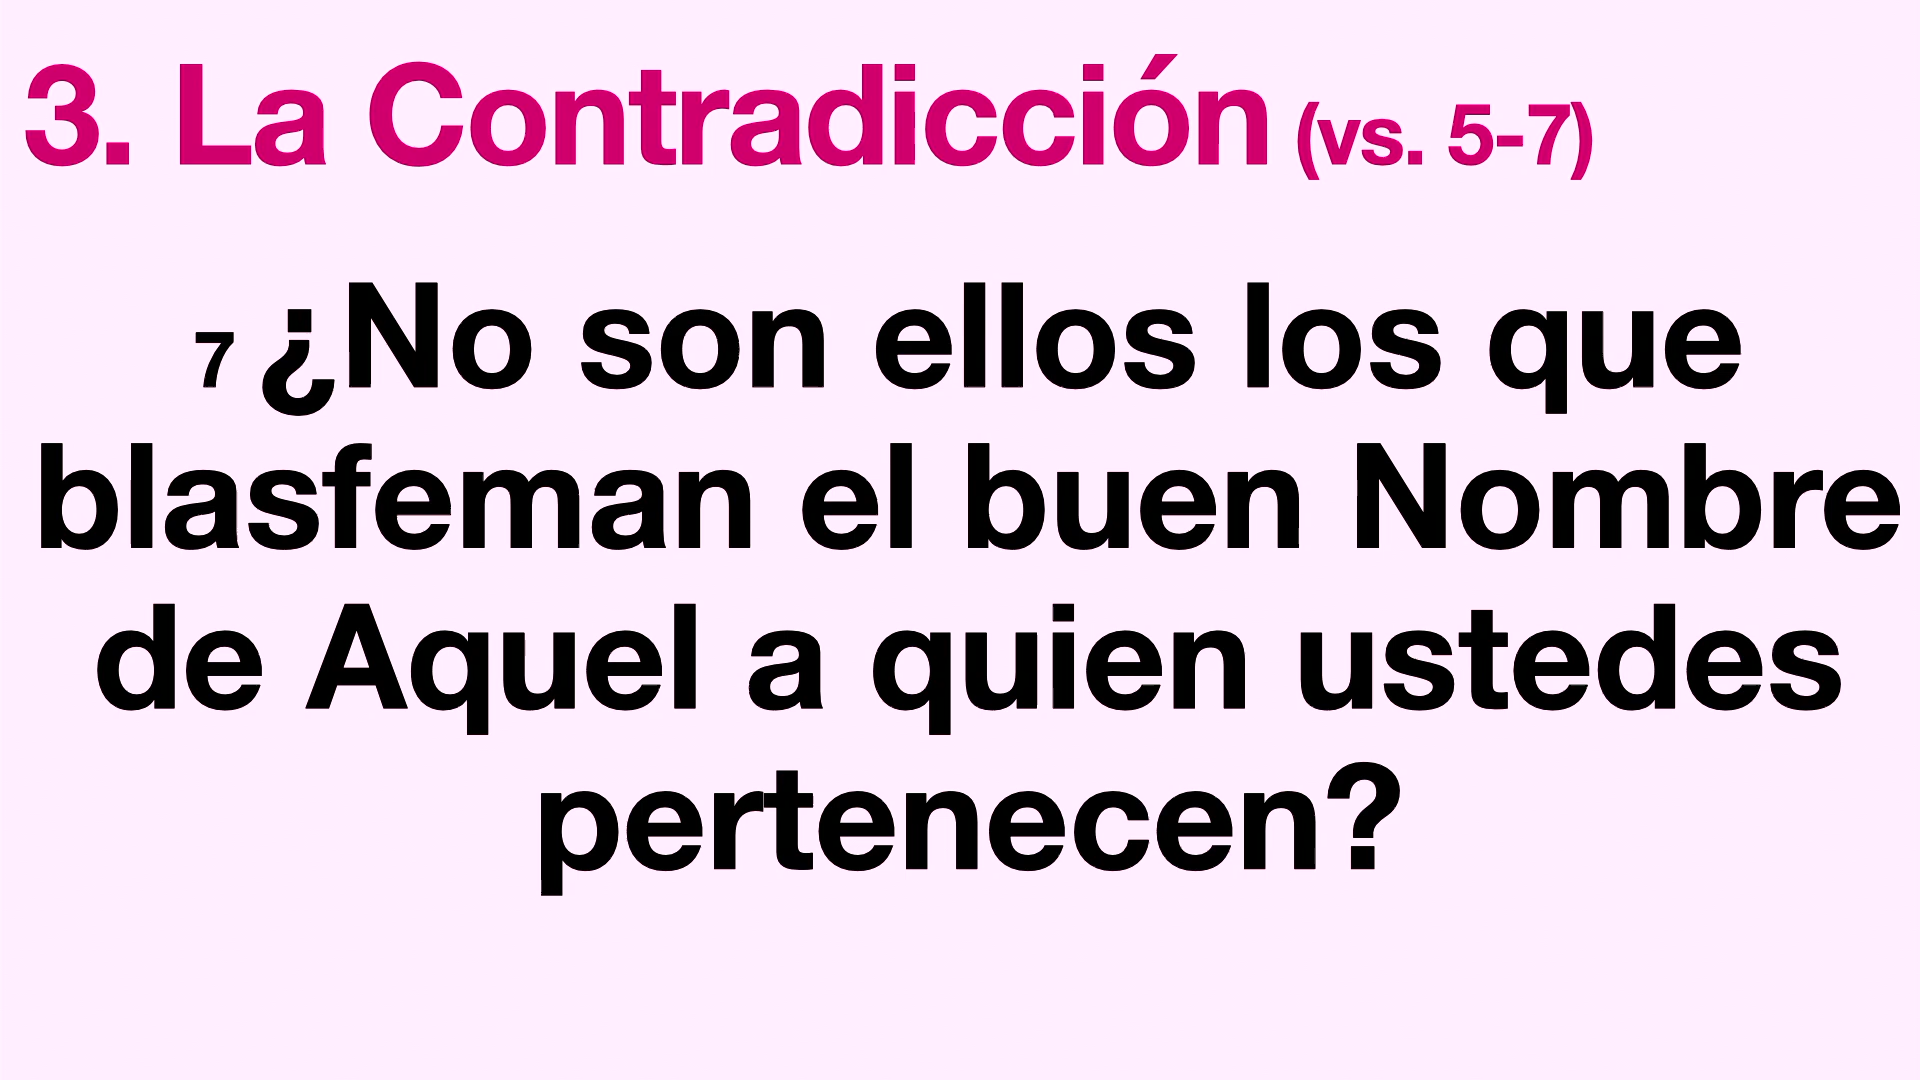 3. La Contradicción (vs. 5-7)
7 ¿No son ellos los que
blasfeman el buen Nombre
de Aquel a quien ustedes
pertenecen?